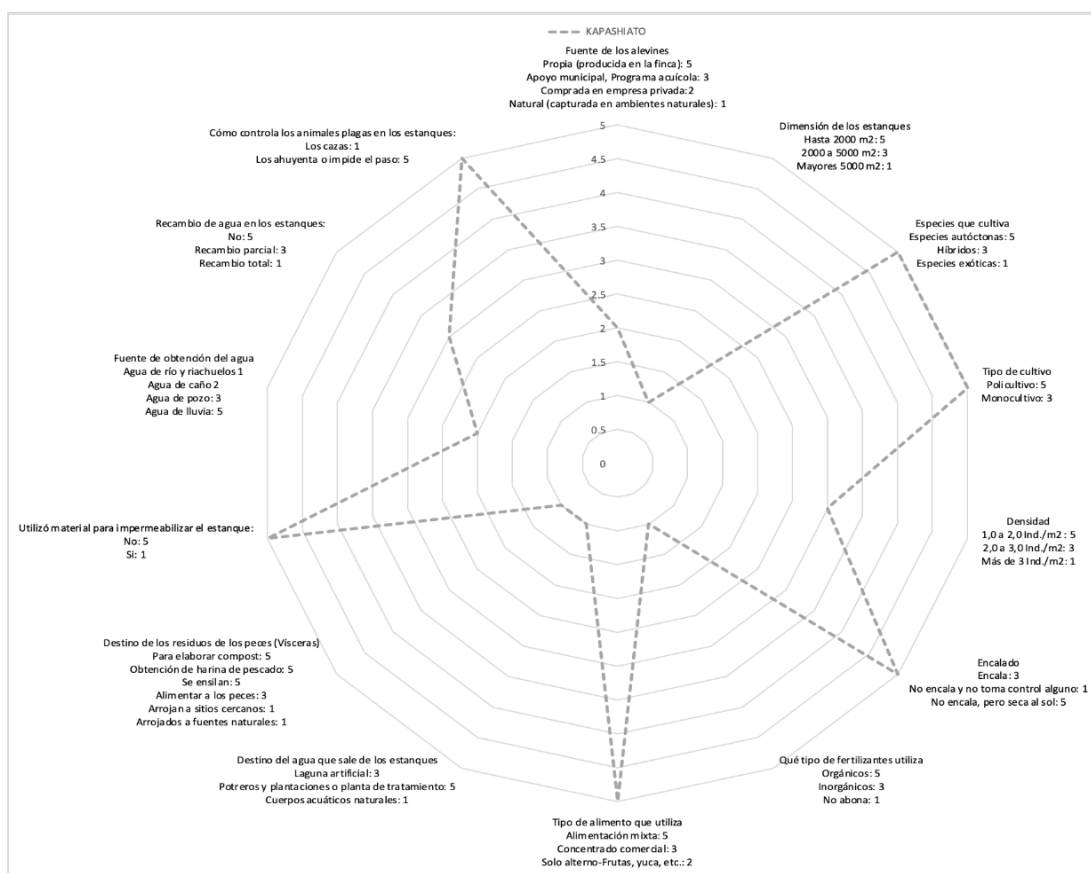 KAPASHIATO
Fuente de los alevines
Propia (producida en la finca): 5
Apoyo municipal, Programa acuícola: 3
Comprada en empresa privada:2
Natural (capturada en ambientes naturales): 1
Dimensión de los estanques
Hasta 2000 m2: 5
2000 a 5000 m2: 3
Mayores 5000 m2: 1
Especies que cultiva
Especies autóctonas: 5
Híbridos: 3
Especies exóticas: 1
Tipo de cultivo
Policultivo: 5
Monocultivo: 3
Densidad
1,0 a 2,0 Ind./m2 : 5
2,0 a 3,0 Ind./m2: 3
Más de 3 Ind./m2: 1
Encalado
Encala: 3
No encala y no toma control alguno: 1
No encala, pero seca al sol: 5
Qué tipo de fertilizantes utiliza
Orgánicos: 5
Inorgánicos: 3
No abona: 1
Tipo de alimento que utiliza
Alimentación mixta: 5
Concentrado comercial: 3
Solo alterno-Frutas, yuca, etc.: 2
Destino del agua que sale de los estanques
Laguna artificial: 3
Potreros y plantaciones o planta de tratamiento: 5
Cuerpos acuáticos naturales: 1
Destino de los residuos de los peces (Vísceras)
Para elaborar compost: 5
Obtención de harina de pescado: 5
Se ensilan: 5
Alimentar a los peces: 3
Arrojan a sitios cercanos: 1
Arrojados a fuentes naturales: 1
Utilizó material para impermeabilizar el estanque:
No: 5
Si: 1
Fuente de obtención del agua
Agua de río y riachuelos 1
Agua de caño 2
Agua de pozo: 3
Agua de lluvia: 5
Recambio de agua en los estanques:
No: 5
Recambio parcial: 3
Recambio total: 1
Cómo controla los animales plagas en los estanques:
Los cazas: 1
Los ahuyenta o impide el paso: 5
5
4.5
4
3.5
3
2.5
2
1.5
1
0.5
0